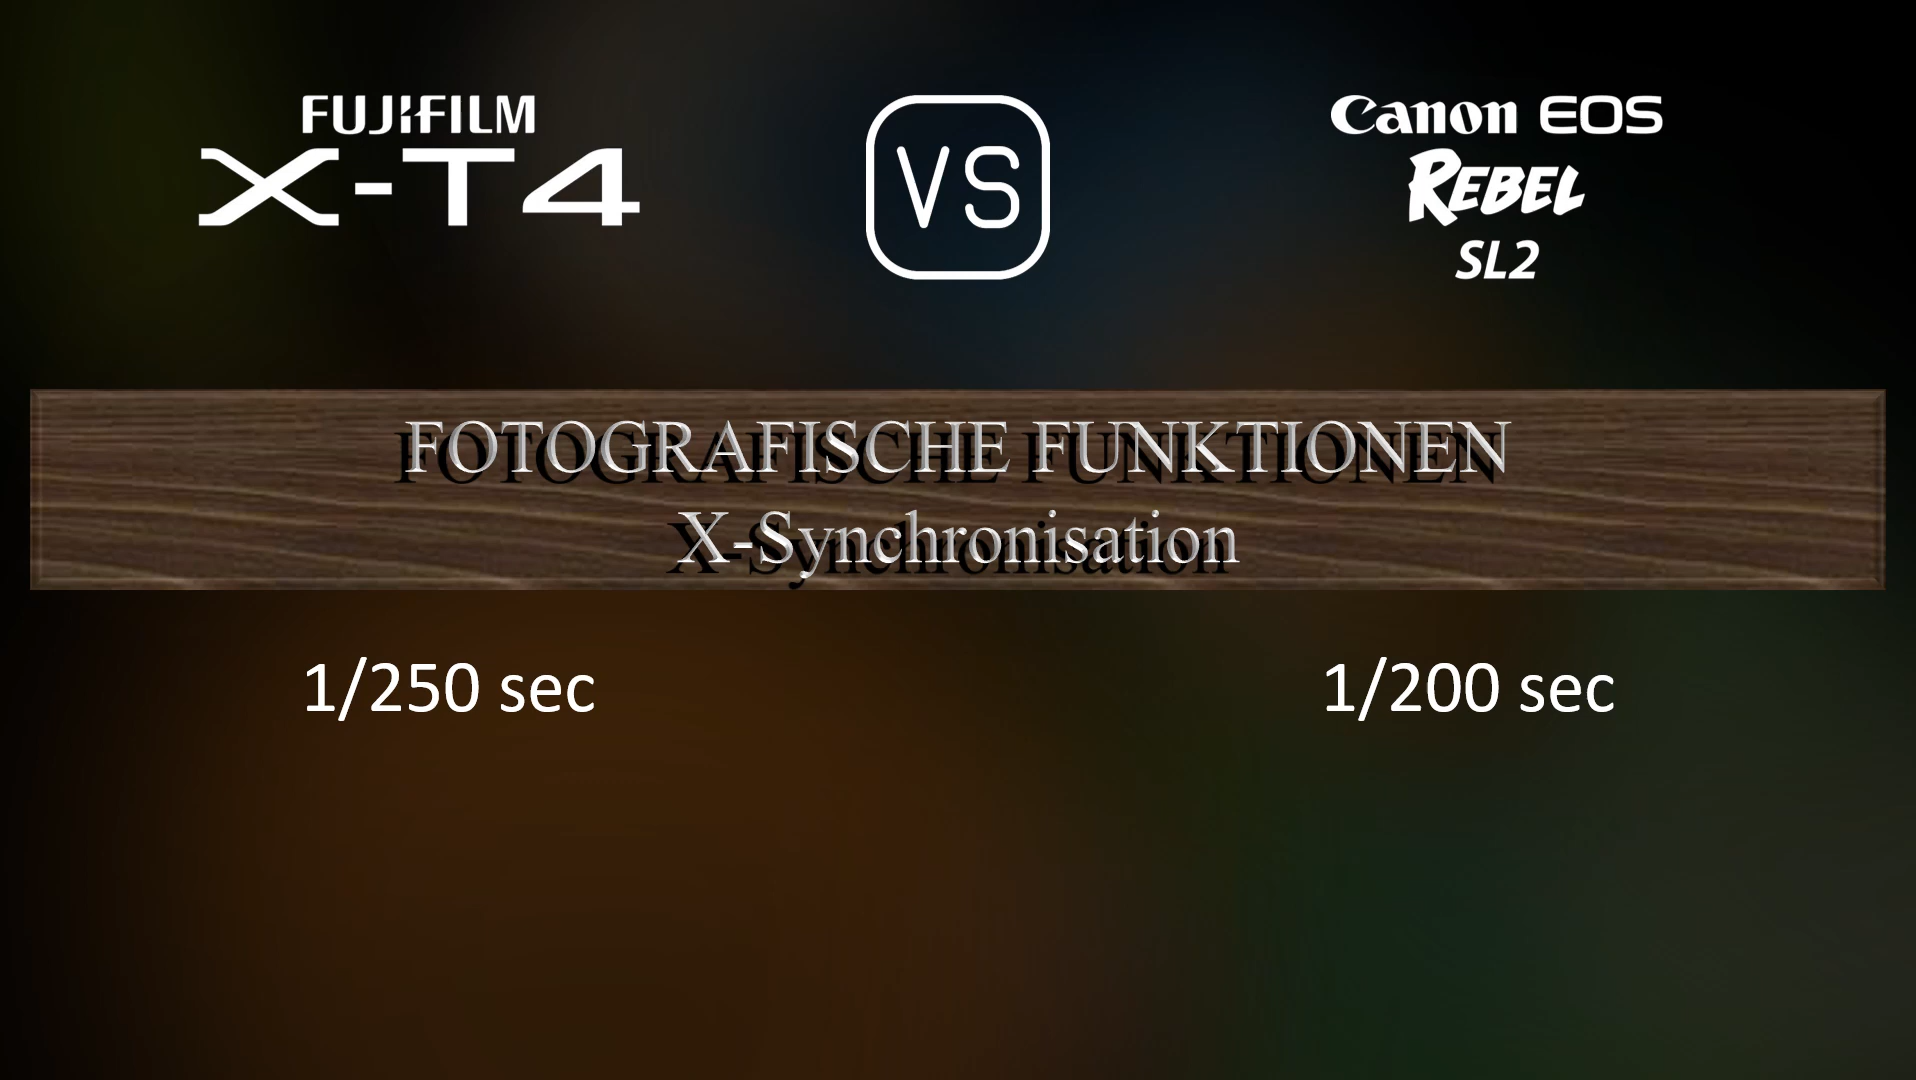 FUJIFILM
X-T4
VS
Canon EOS
REBEL
SL2
FOTOGRAFISCHE FUNKTIONEN
X-Synchronisation
1/250 sec
1/200 sec